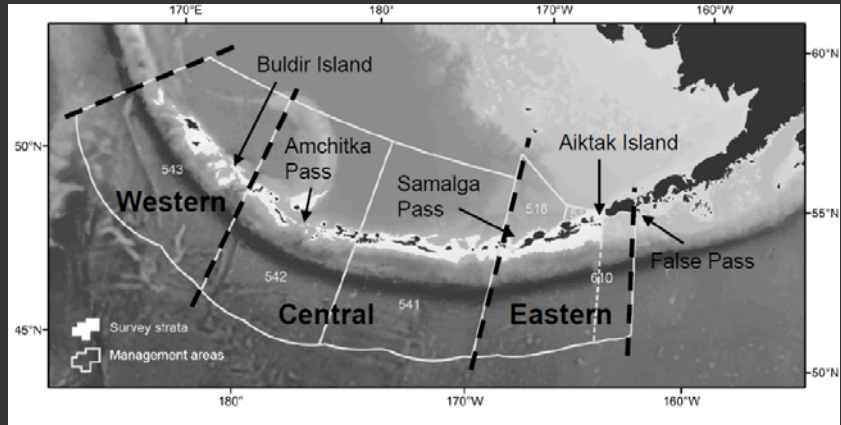 170°E
180°
170°W
160°W
60°N
Buldir Island
50°N
Amchitka
Pass
Aiktak Island
543
Samalga
Pass
Western
518
55°N
False Pass
542
610
541
Central
Eastern
45°N
Survey strata
Management areas
50°N
180°
170°W
160°W